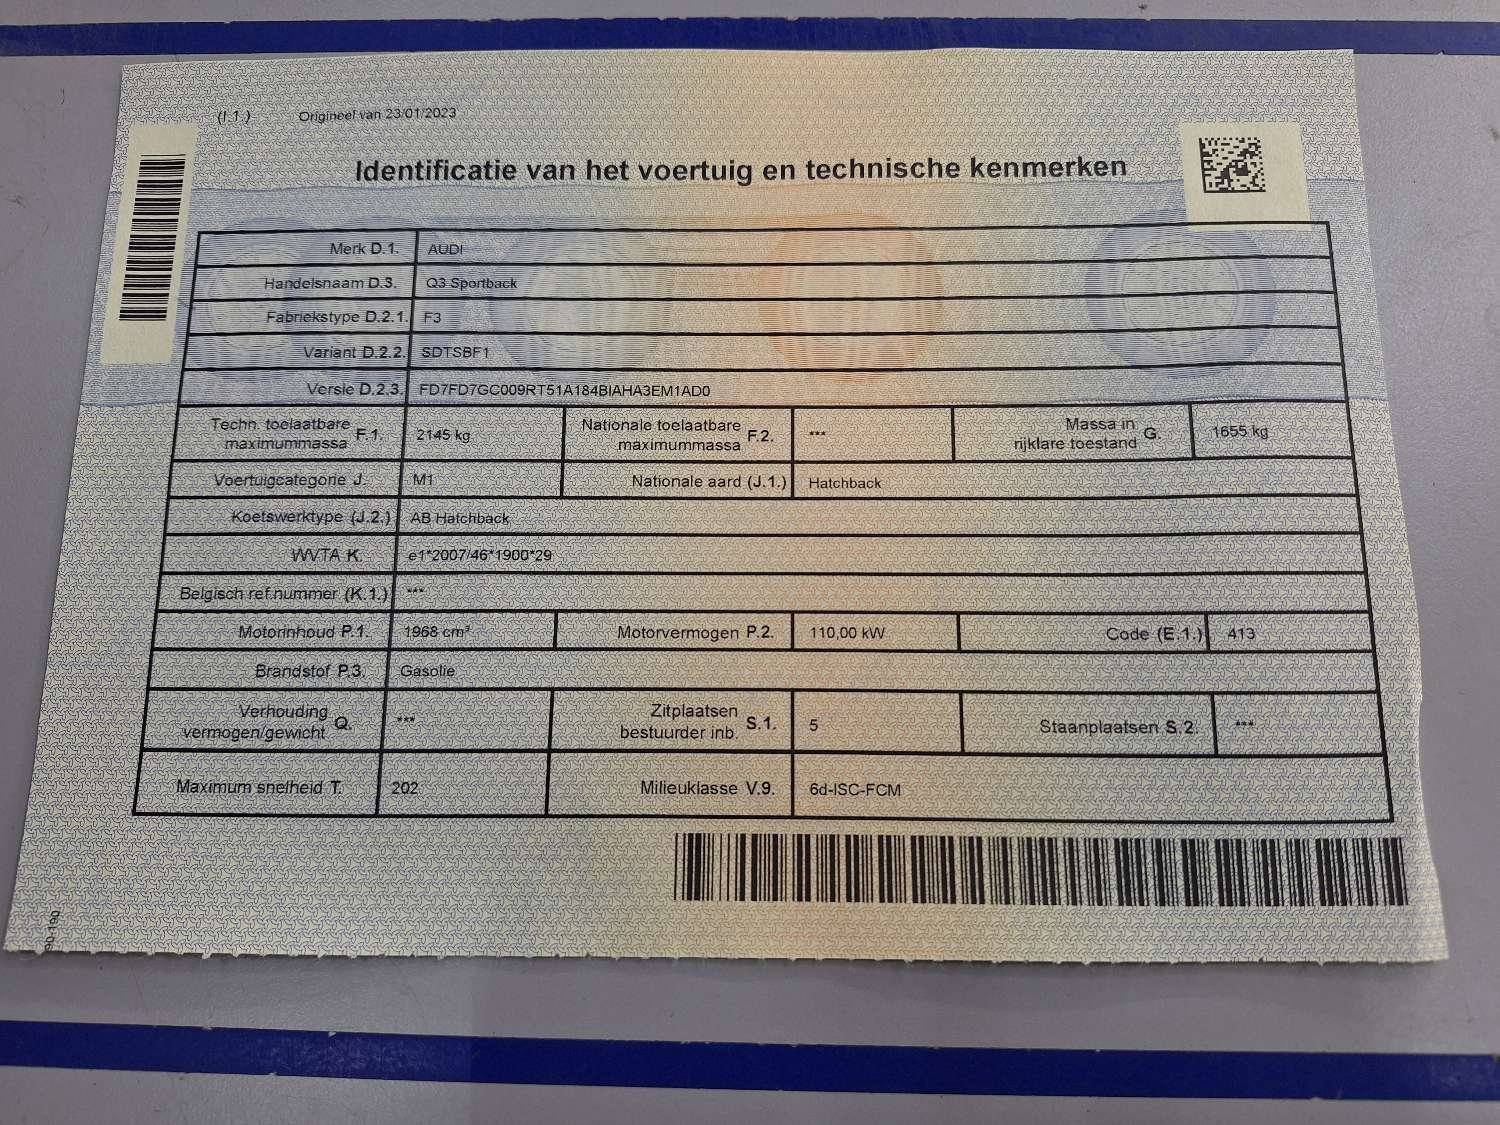 (I.1.) Origineel van 23/01/2023
Identificatie van het voertuig en technische kenmerken
Merk D.1. AUDI
Handelsnaam D.3. Q3 Sportback
Fabriekstype D.2.1. F3
Variant D.2.2. SDTSBF1
Versie D.2.3. FD7FD7GC009RT51A184BIAHA3EM1AD0
Techn. toelaatbare maximummassa F.1. 2145 kg Nationale toelaatbare maximummassa F.2. *** Massa in rijklare toestand G. 1655 kg
Voertuigcategorie J. M1 Nationale aard (J.1.) Hatchback
Koetswerktype (J.2.) AB Hatchback
WVTA K. e1*2007/46*1900*29
Belgisch ref.nummer (K.1.) ***
Motorinhoud P.1. 1968 cm³ Motorvermogen P.2. 110,00 kW Code (E.1.) 413
Brandstof P.3. Gasolie
Verhouding vermogen/gewicht Q. *** Zitplaatsen bestuurder inb. S.1. 5 Staanplaatsen S.2. ***
Maximum snelheid T. 202 Milieuklasse V.9. 6d-ISC-FCM
90-190